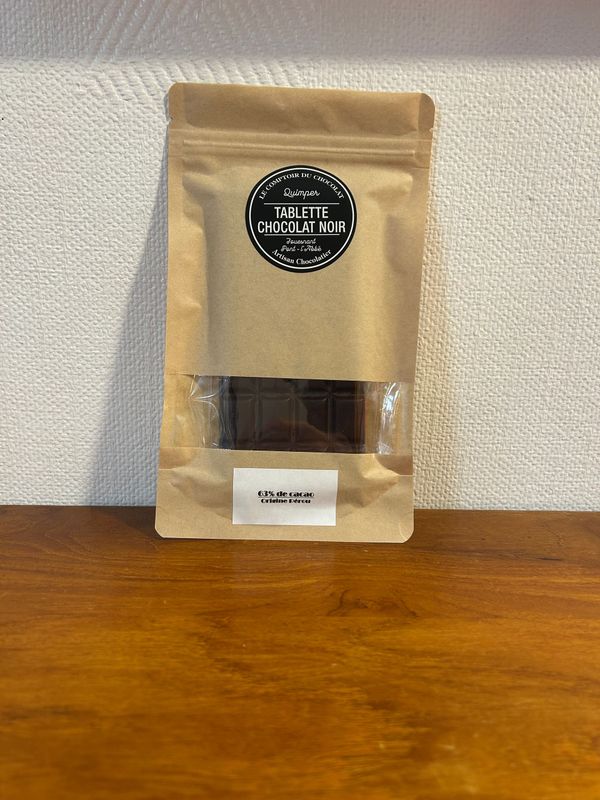 LE COMPTOIR DU CHOCOLAT
Quimper
TABLETTE
CHOCOLAT NOIR
Fouesnant
Pont - l'Abbé
Artisan Chocolatier
63% de cacao
Origine Pérou